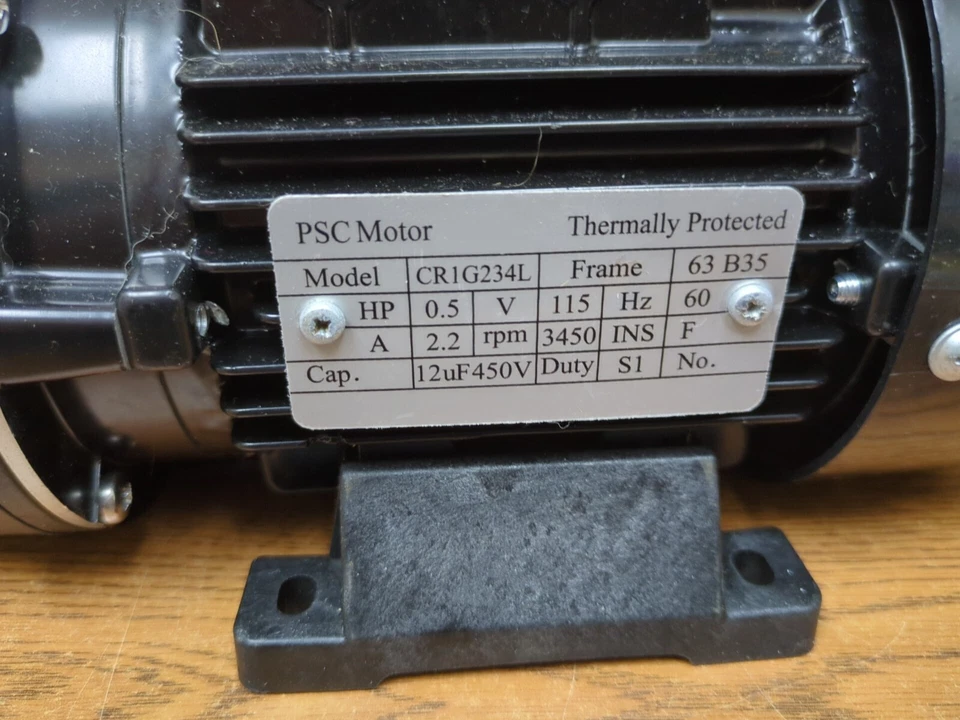 PSC Motor Thermally Protected
Model CR1G234L Frame 63 B35
HP 0.5 V 115 Hz 60
A 2.2 rpm 3450 INS F
Cap. 12uF450V Duty S1 No.